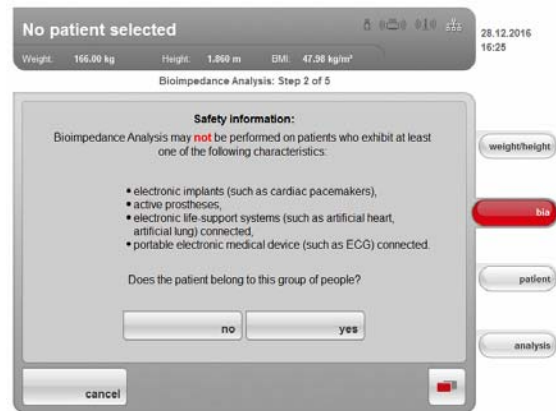 No patient selected
28.12.2016
16:25
Weight: 166.00 kg Height: 1.860 m BMI: 47.98 kg/m²
Bioimpedance Analysis: Step 2 of 5
Safety information:
Bioimpedance Analysis may not be performed on patients who exhibit at least
one of the following characteristics:
• electronic implants (such as cardiac pacemakers),
• active prostheses,
• electronic life-support systems (such as artificial heart,
artificial lung) connected,
• portable electronic medical device (such as ECG) connected.
Does the patient belong to this group of people?
no yes
cancel
weight/height
bia
patient
analysis